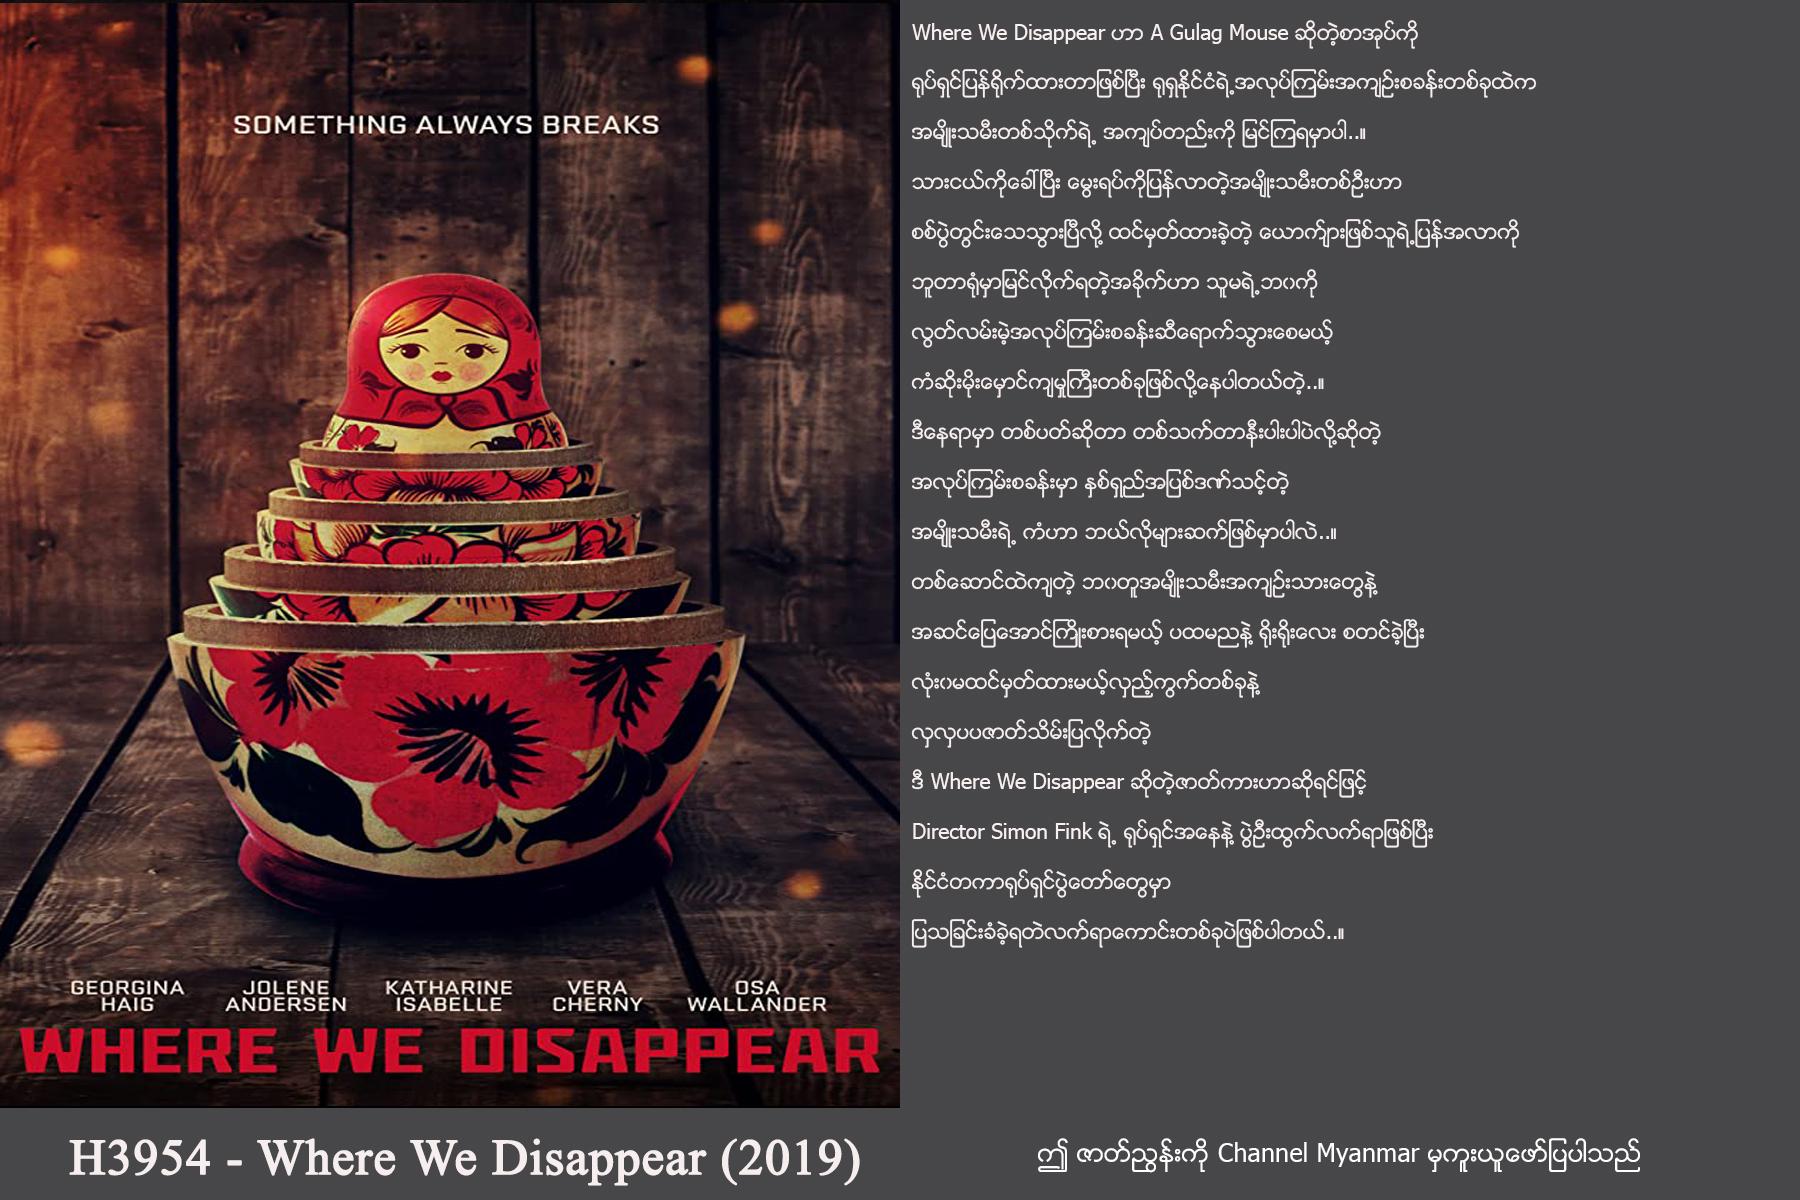 SOMETHING ALWAYS BREAKS
GEORGINA HAIG
JOLENE ANDERSEN
KATHARINE ISABELLE
VERA CHERNY
OSA WALLANDER
WHERE WE DISAPPEAR
H3954 - Where We Disappear (2019)
Where We Disappear ဟာ A Gulag Mouse ဆိုတဲ့စာအုပ်ကို
ရုပ်ရှင်ပြန်ရိုက်ထားတာဖြစ်ပြီး ရုရှနိုင်ငံရဲ့အလုပ်ကြမ်းအကျဉ်းစခန်းတစ်ခုထဲက
အမျိုးသမီးတစ်သိုက်ရဲ့ အကျပ်တည်းကို မြင်ကြရမှာပါ..။
သားငယ်ကိုခေါ်ပြီး မွေးရပ်ကိုပြန်လာတဲ့အမျိုးသမီးတစ်ဦးဟာ
စစ်ပွဲတွင်းသေသွားပြီလို့ ထင်မှတ်ထားခဲ့တဲ့ ယောကျ်ားဖြစ်သူရဲ့ပြန်အလာကို
ဘူတာရုံမှာမြင်လိုက်ရတဲ့အခိုက်ဟာ သူမရဲ့ဘဝကို
လွတ်လမ်းမဲ့အလုပ်ကြမ်းစခန်းဆီရောက်သွားစေမယ့်
ကံဆိုးမိုးမှောင်ကျမှုကြီးတစ်ခုဖြစ်လို့နေပါတယ်တဲ့..။
ဒီနေရာမှာ တစ်ပတ်ဆိုတာ တစ်သက်တာနီးပါးပါပဲလို့ဆိုတဲ့
အလုပ်ကြမ်းစခန်းမှာ နှစ်ရှည်အပြစ်ဒဏ်သင့်တဲ့
အမျိုးသမီးရဲ့ ကံဟာ ဘယ်လိုများဆက်ဖြစ်မှာပါလဲ..။
တစ်ဆောင်ထဲကျတဲ့ ဘဝတူအမျိုးသမီးအကျဉ်းသားတွေနဲ့
အဆင်ပြေအောင်ကြိုးစားရမယ့် ပထမညနဲ့ ရိုးရိုးလေး စတင်ခဲ့ပြီး
လုံးဝမထင်မှတ်ထားမယ့်လှည့်ကွက်တစ်ခုနဲ့
လှလှပပဇာတ်သိမ်းပြလိုက်တဲ့
ဒီ Where We Disappear ဆိုတဲ့ဇာတ်ကားဟာဆိုရင်ဖြင့်
Director Simon Fink ရဲ့ ရုပ်ရှင်အနေနဲ့ ပွဲဦးထွက်လက်ရာဖြစ်ပြီး
နိုင်ငံတကာရုပ်ရှင်ပွဲတော်တွေမှာ
ပြသခြင်းခံခဲ့ရတဲလက်ရာကောင်းတစ်ခုပဲဖြစ်ပါတယ်..။
ဤ ဇာတ်ညွှန်းကို Channel Myanmar မှကူးယူဖော်ပြပါသည်